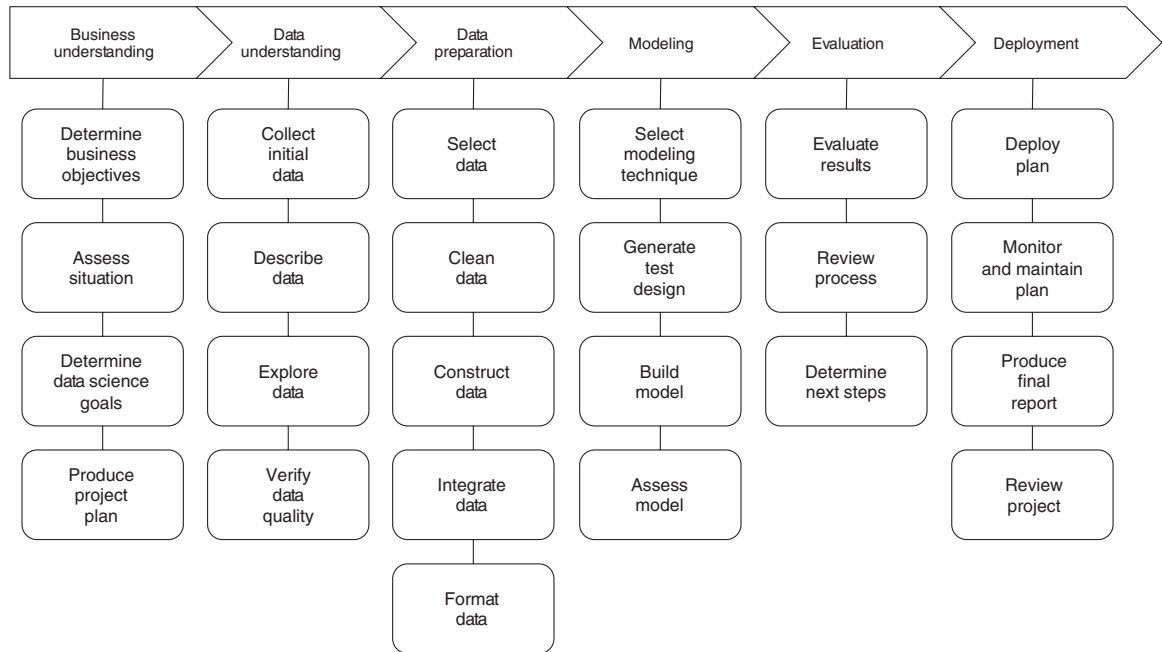 Business
understanding
Data
understanding
Data
preparation
Modeling
Evaluation
Deployment
Determine
business
objectives
Assess
situation
Determine
data science
goals
Produce
project
plan
Collect
initial
data
Describe
data
Explore
data
Verify
data
quality
Select
data
Clean
data
Construct
data
Integrate
data
Format
data
Select
modeling
technique
Generate
test
design
Build
model
Assess
model
Evaluate
results
Review
process
Determine
next steps
Deploy
plan
Monitor
and maintain
plan
Produce
final
report
Review
project